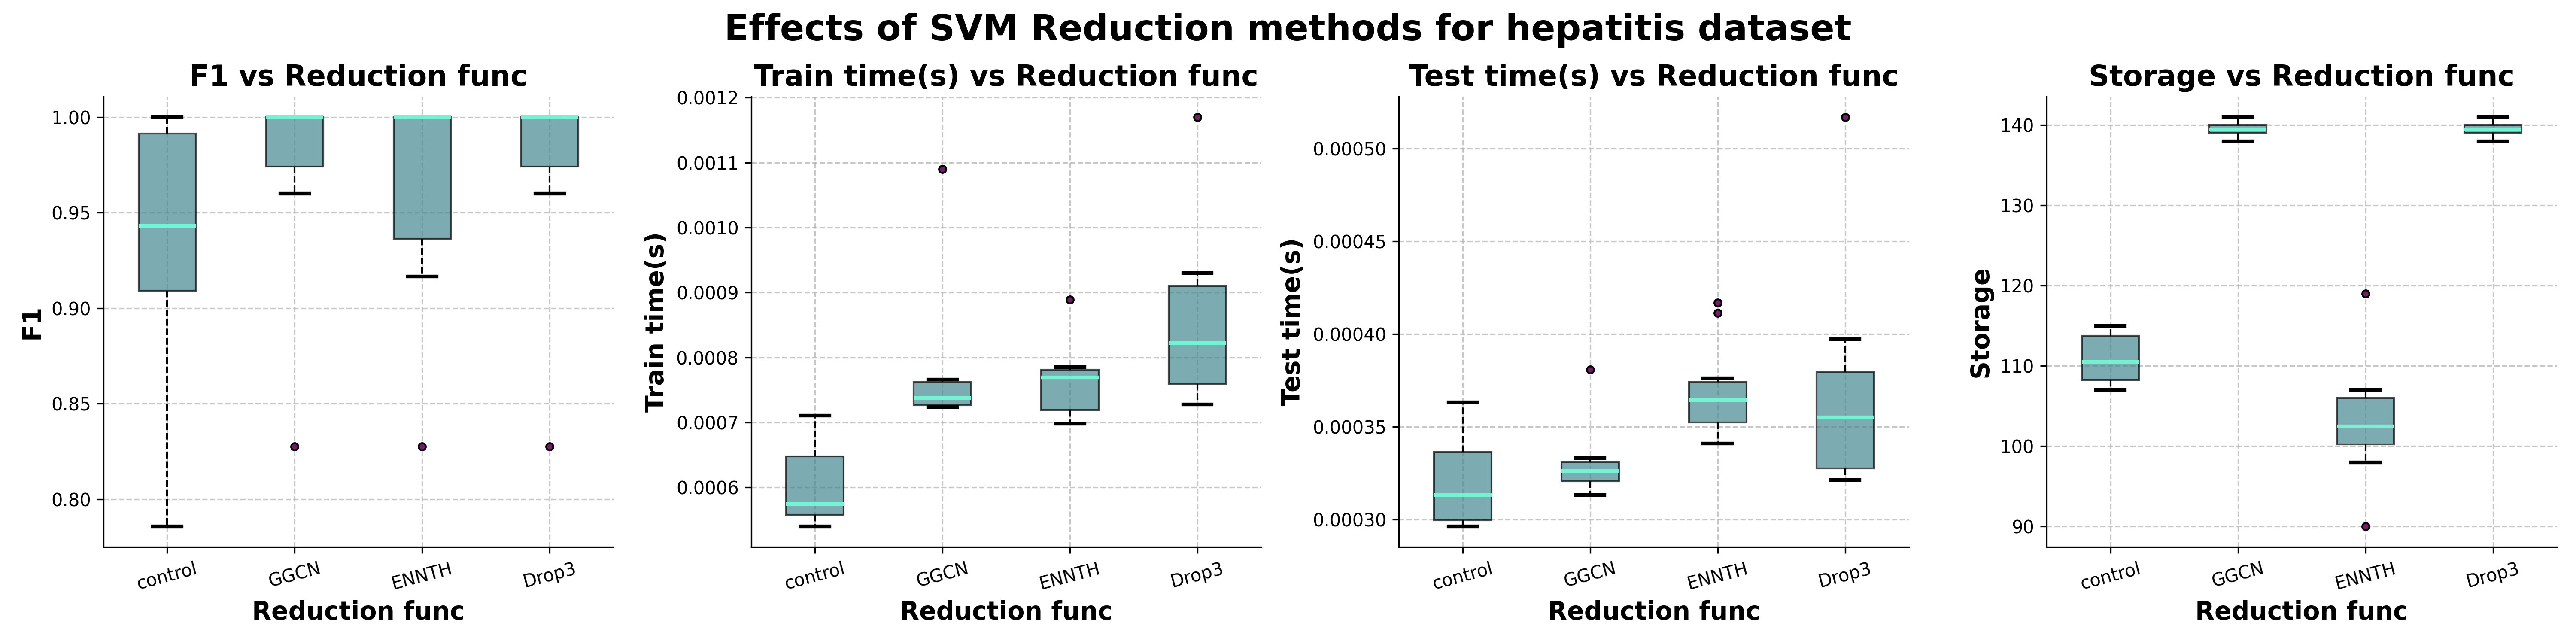 Effects of SVM Reduction methods for hepatitis dataset
F1 vs Reduction func
F1
1.00
0.95
0.90
0.85
0.80
control
GGCN
ENNTH
Drop3
Reduction func
Train time(s) vs Reduction func
Train time(s)
0.0012
0.0011
0.0010
0.0009
0.0008
0.0007
0.0006
control
GGCN
ENNTH
Drop3
Reduction func
Test time(s) vs Reduction func
Test time(s)
0.00050
0.00045
0.00040
0.00035
0.00030
control
GGCN
ENNTH
Drop3
Reduction func
Storage vs Reduction func
Storage
140
130
120
110
100
90
control
GGCN
ENNTH
Drop3
Reduction func